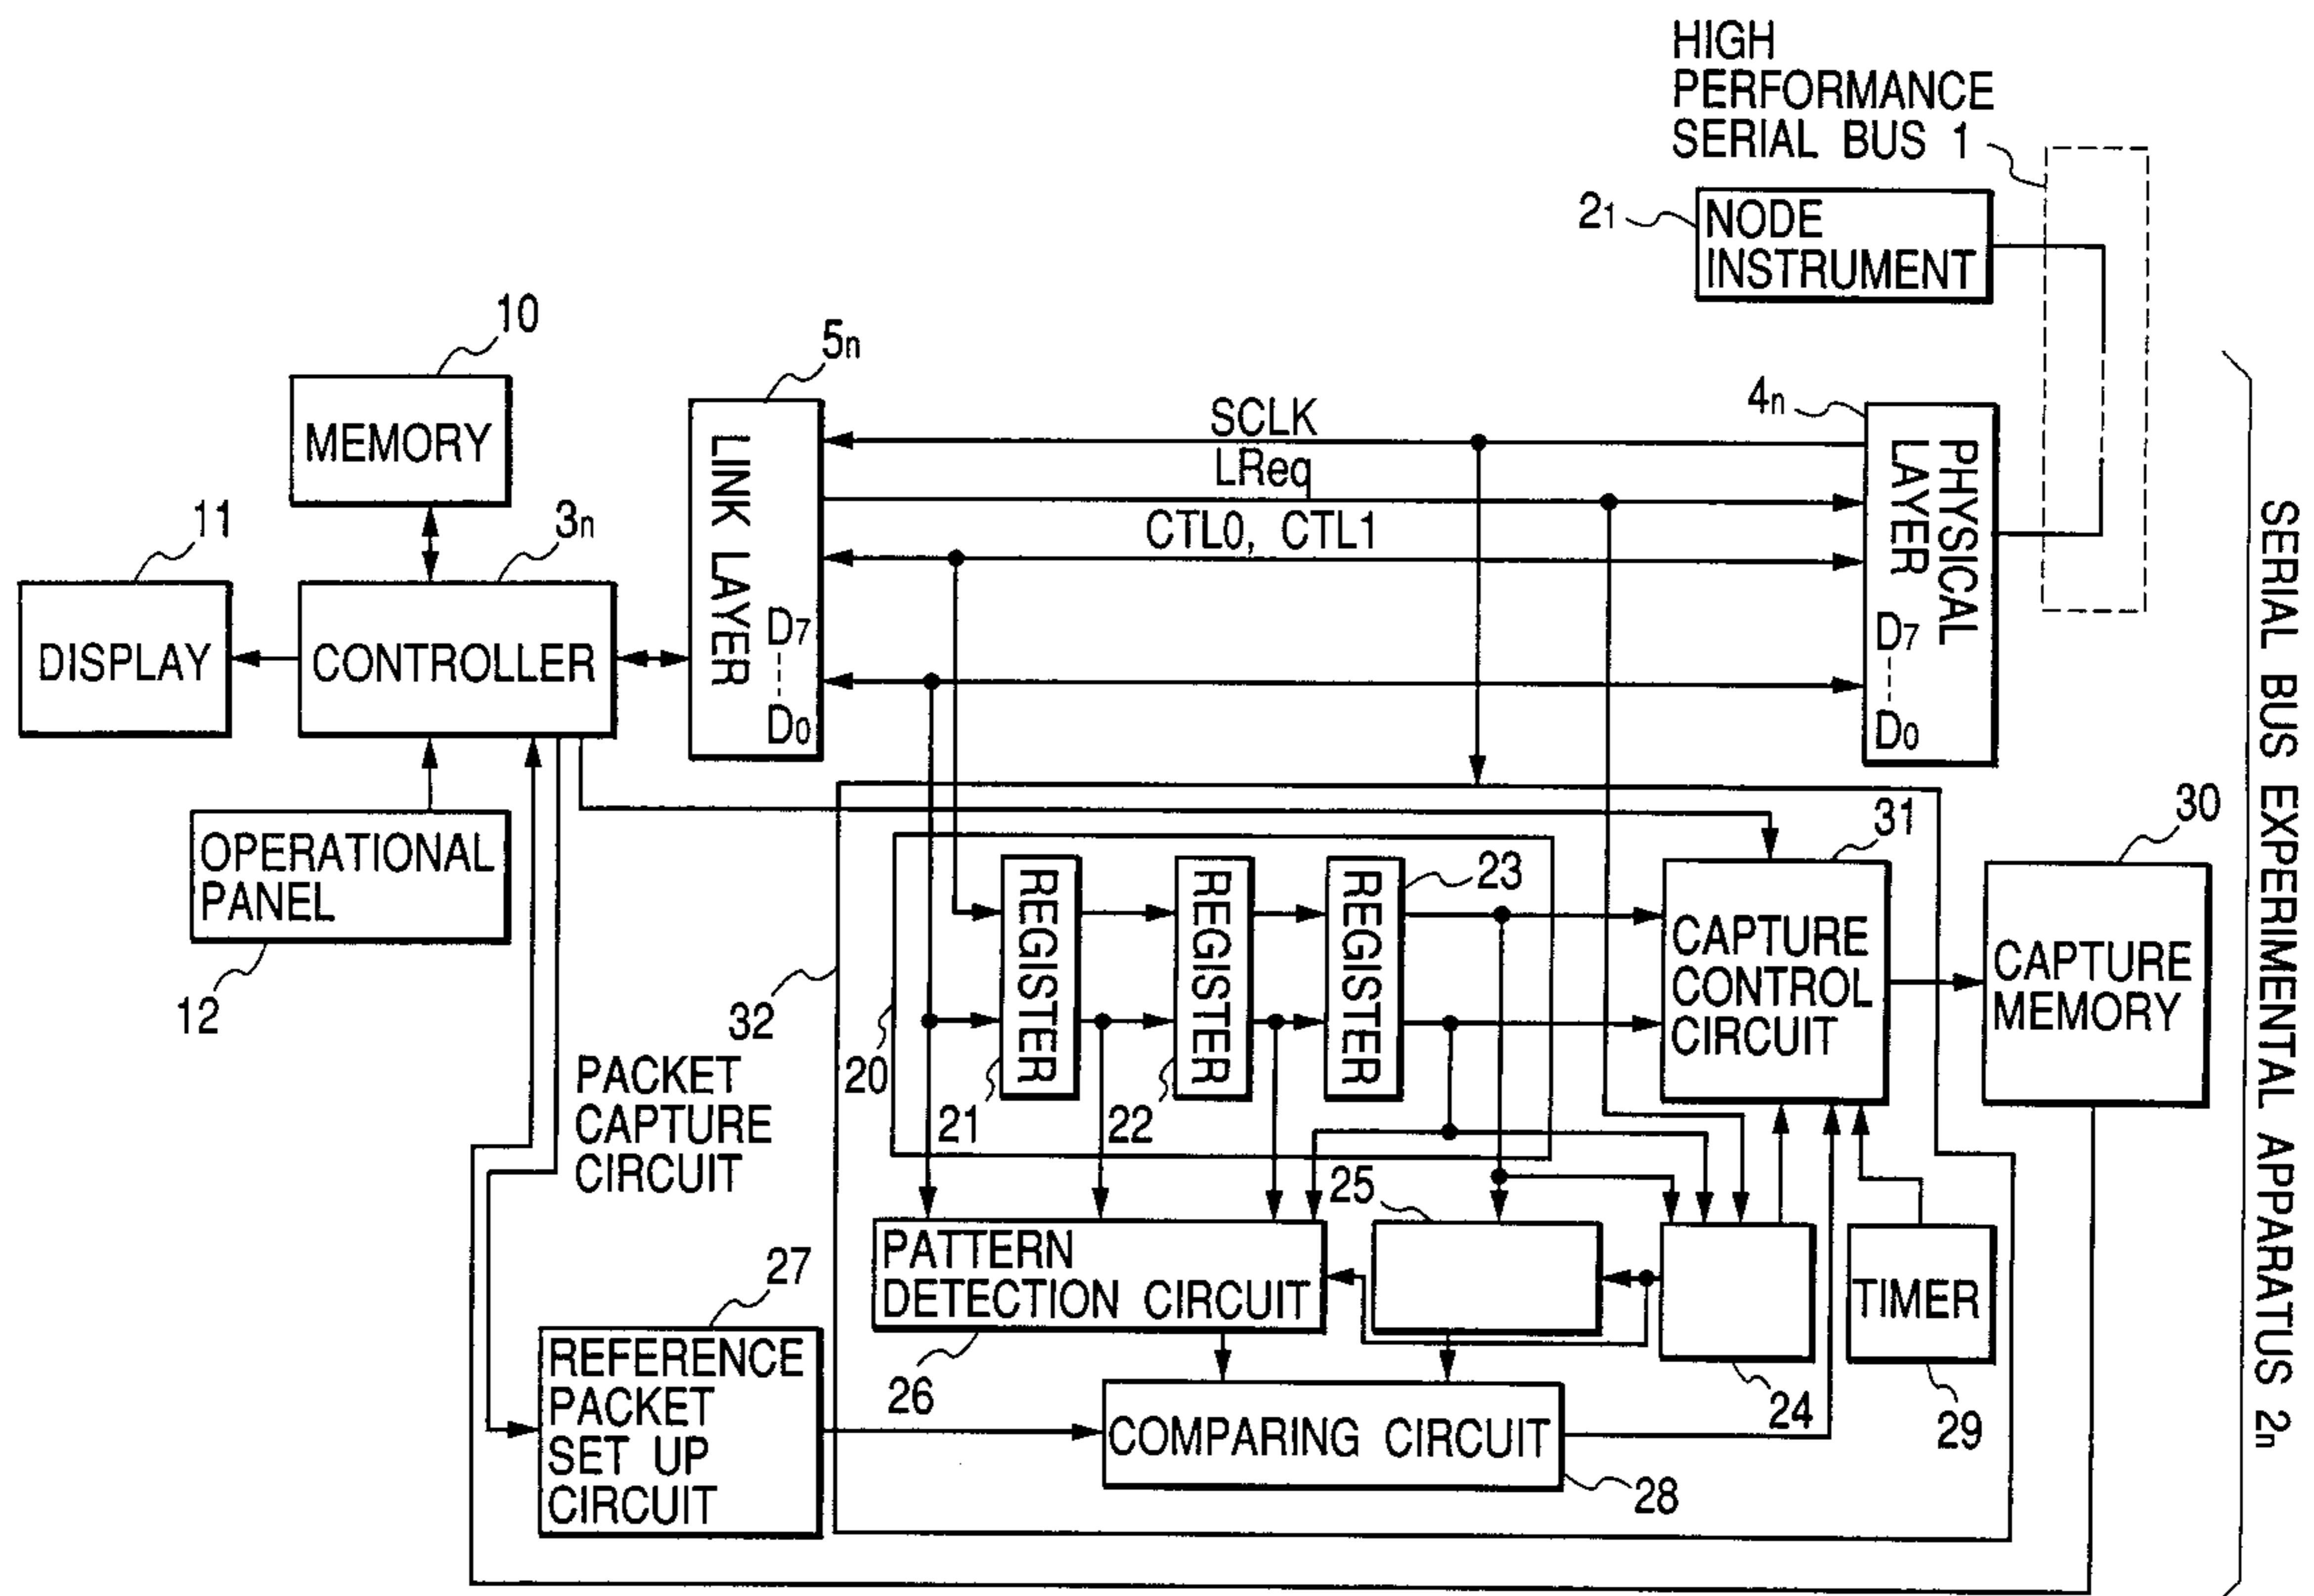 HIGH
PERFORMANCE
SERIAL BUS 1
21
NODE
INSTRUMENT
10
MEMORY
5n
LINK LAYER
D7
D0
SCLK
LReq
CTL0, CTL1
4n
PHYSICAL
LAYER
D7
D0
11
DISPLAY
3n
CONTROLLER
OPERATIONAL
PANEL
12
SERIAL BUS EXPERIMENTAL APPARATUS 2n
32
20
REGISTER
21
REGISTER
22
REGISTER
23
31
CAPTURE
CONTROL
CIRCUIT
30
CAPTURE
MEMORY
PACKET
CAPTURE
CIRCUIT
25
PATTERN
DETECTION CIRCUIT
26
24
TIMER
29
27
REFERENCE
PACKET
SET UP
CIRCUIT
COMPARING CIRCUIT
28